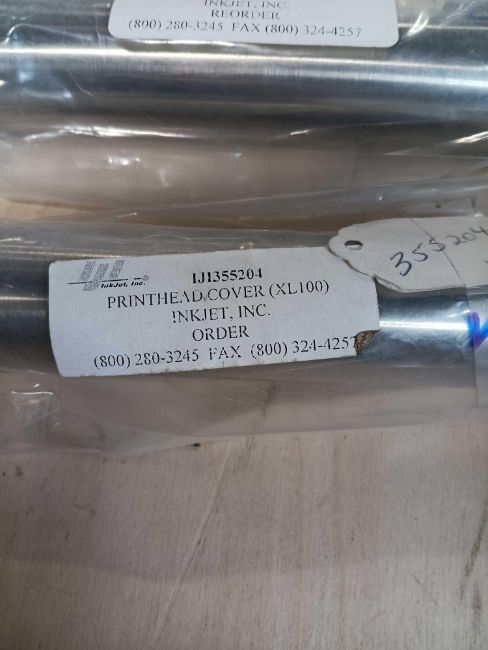 INKJET, INC.
REORDER
(800) 280-3245 FAX (800) 324-4257
InkJet, Inc.
IJI355204
PRINTHEAD COVER (XL100)
INKJET, INC.
ORDER
(800) 280-3245 FAX (800) 324-4257
355204